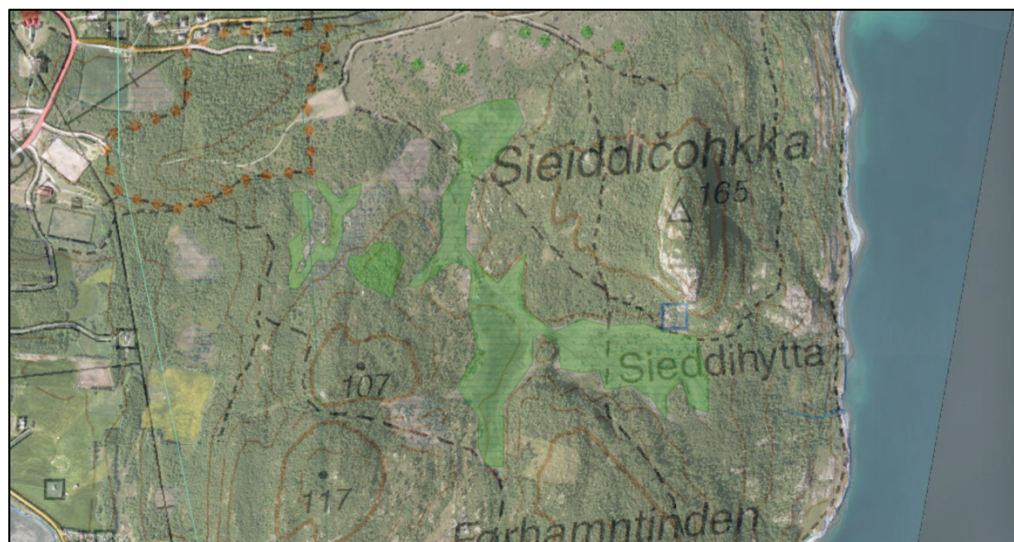 Sieiddičohkka
165
Sieddihytta
107
117
Førhamntinden